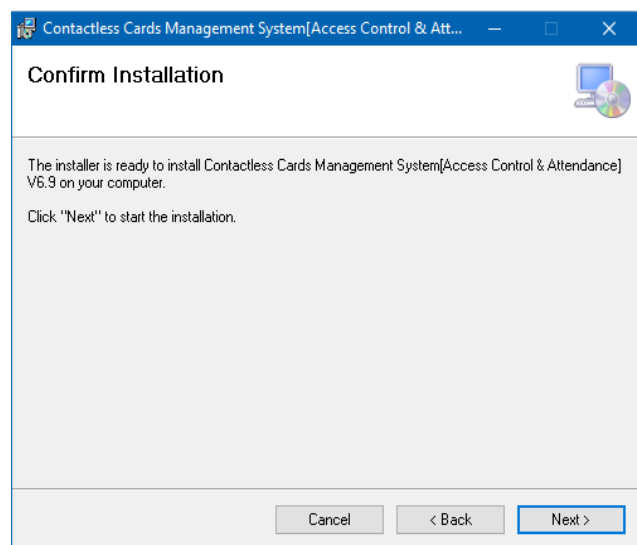 Contactless Cards Management System[Access Control & Att...
Confirm Installation
The installer is ready to install Contactless Cards Management System[Access Control & Attendance]
V6.9 on your computer.
Click "Next" to start the installation.
Cancel
< Back
Next >